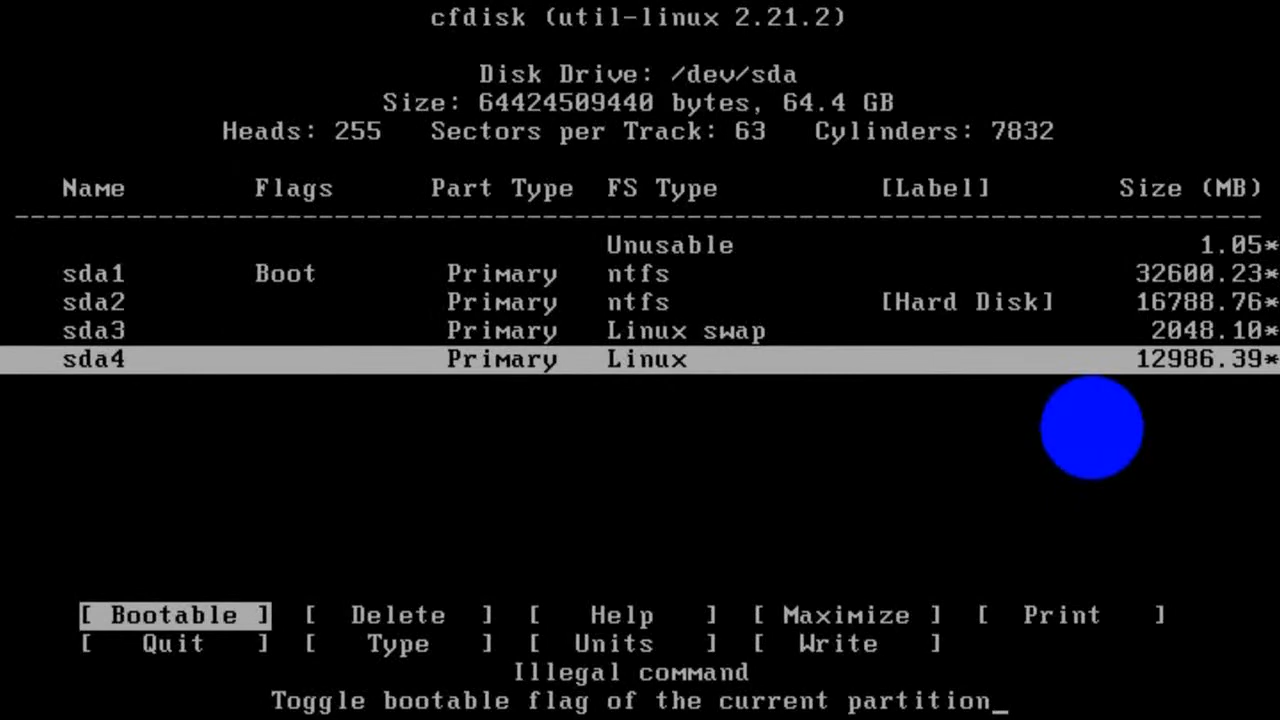 cfdisk (util-linux 2.21.2)
Disk Drive: /dev/sda
Size: 64424509440 bytes, 64.4 GB
Heads: 255   Sectors per Track: 63   Cylinders: 7832
Name   Flags   Part Type   FS Type   [Label]   Size (MB)
------------------------------------------------------------------------------
Unusable   1.05*
sda1   Boot   Primary   ntfs   32600.23*
sda2   Primary   ntfs   [Hard Disk]   16788.76*
sda3   Primary   Linux swap   2048.10*
sda4   Primary   Linux   12986.39*
[ Bootable ]   [ Delete ]   [ Help ]   [ Maximize ]   [ Print ]
[ Quit ]   [ Type ]   [ Units ]   [ Write ]
Illegal command
Toggle bootable flag of the current partition_